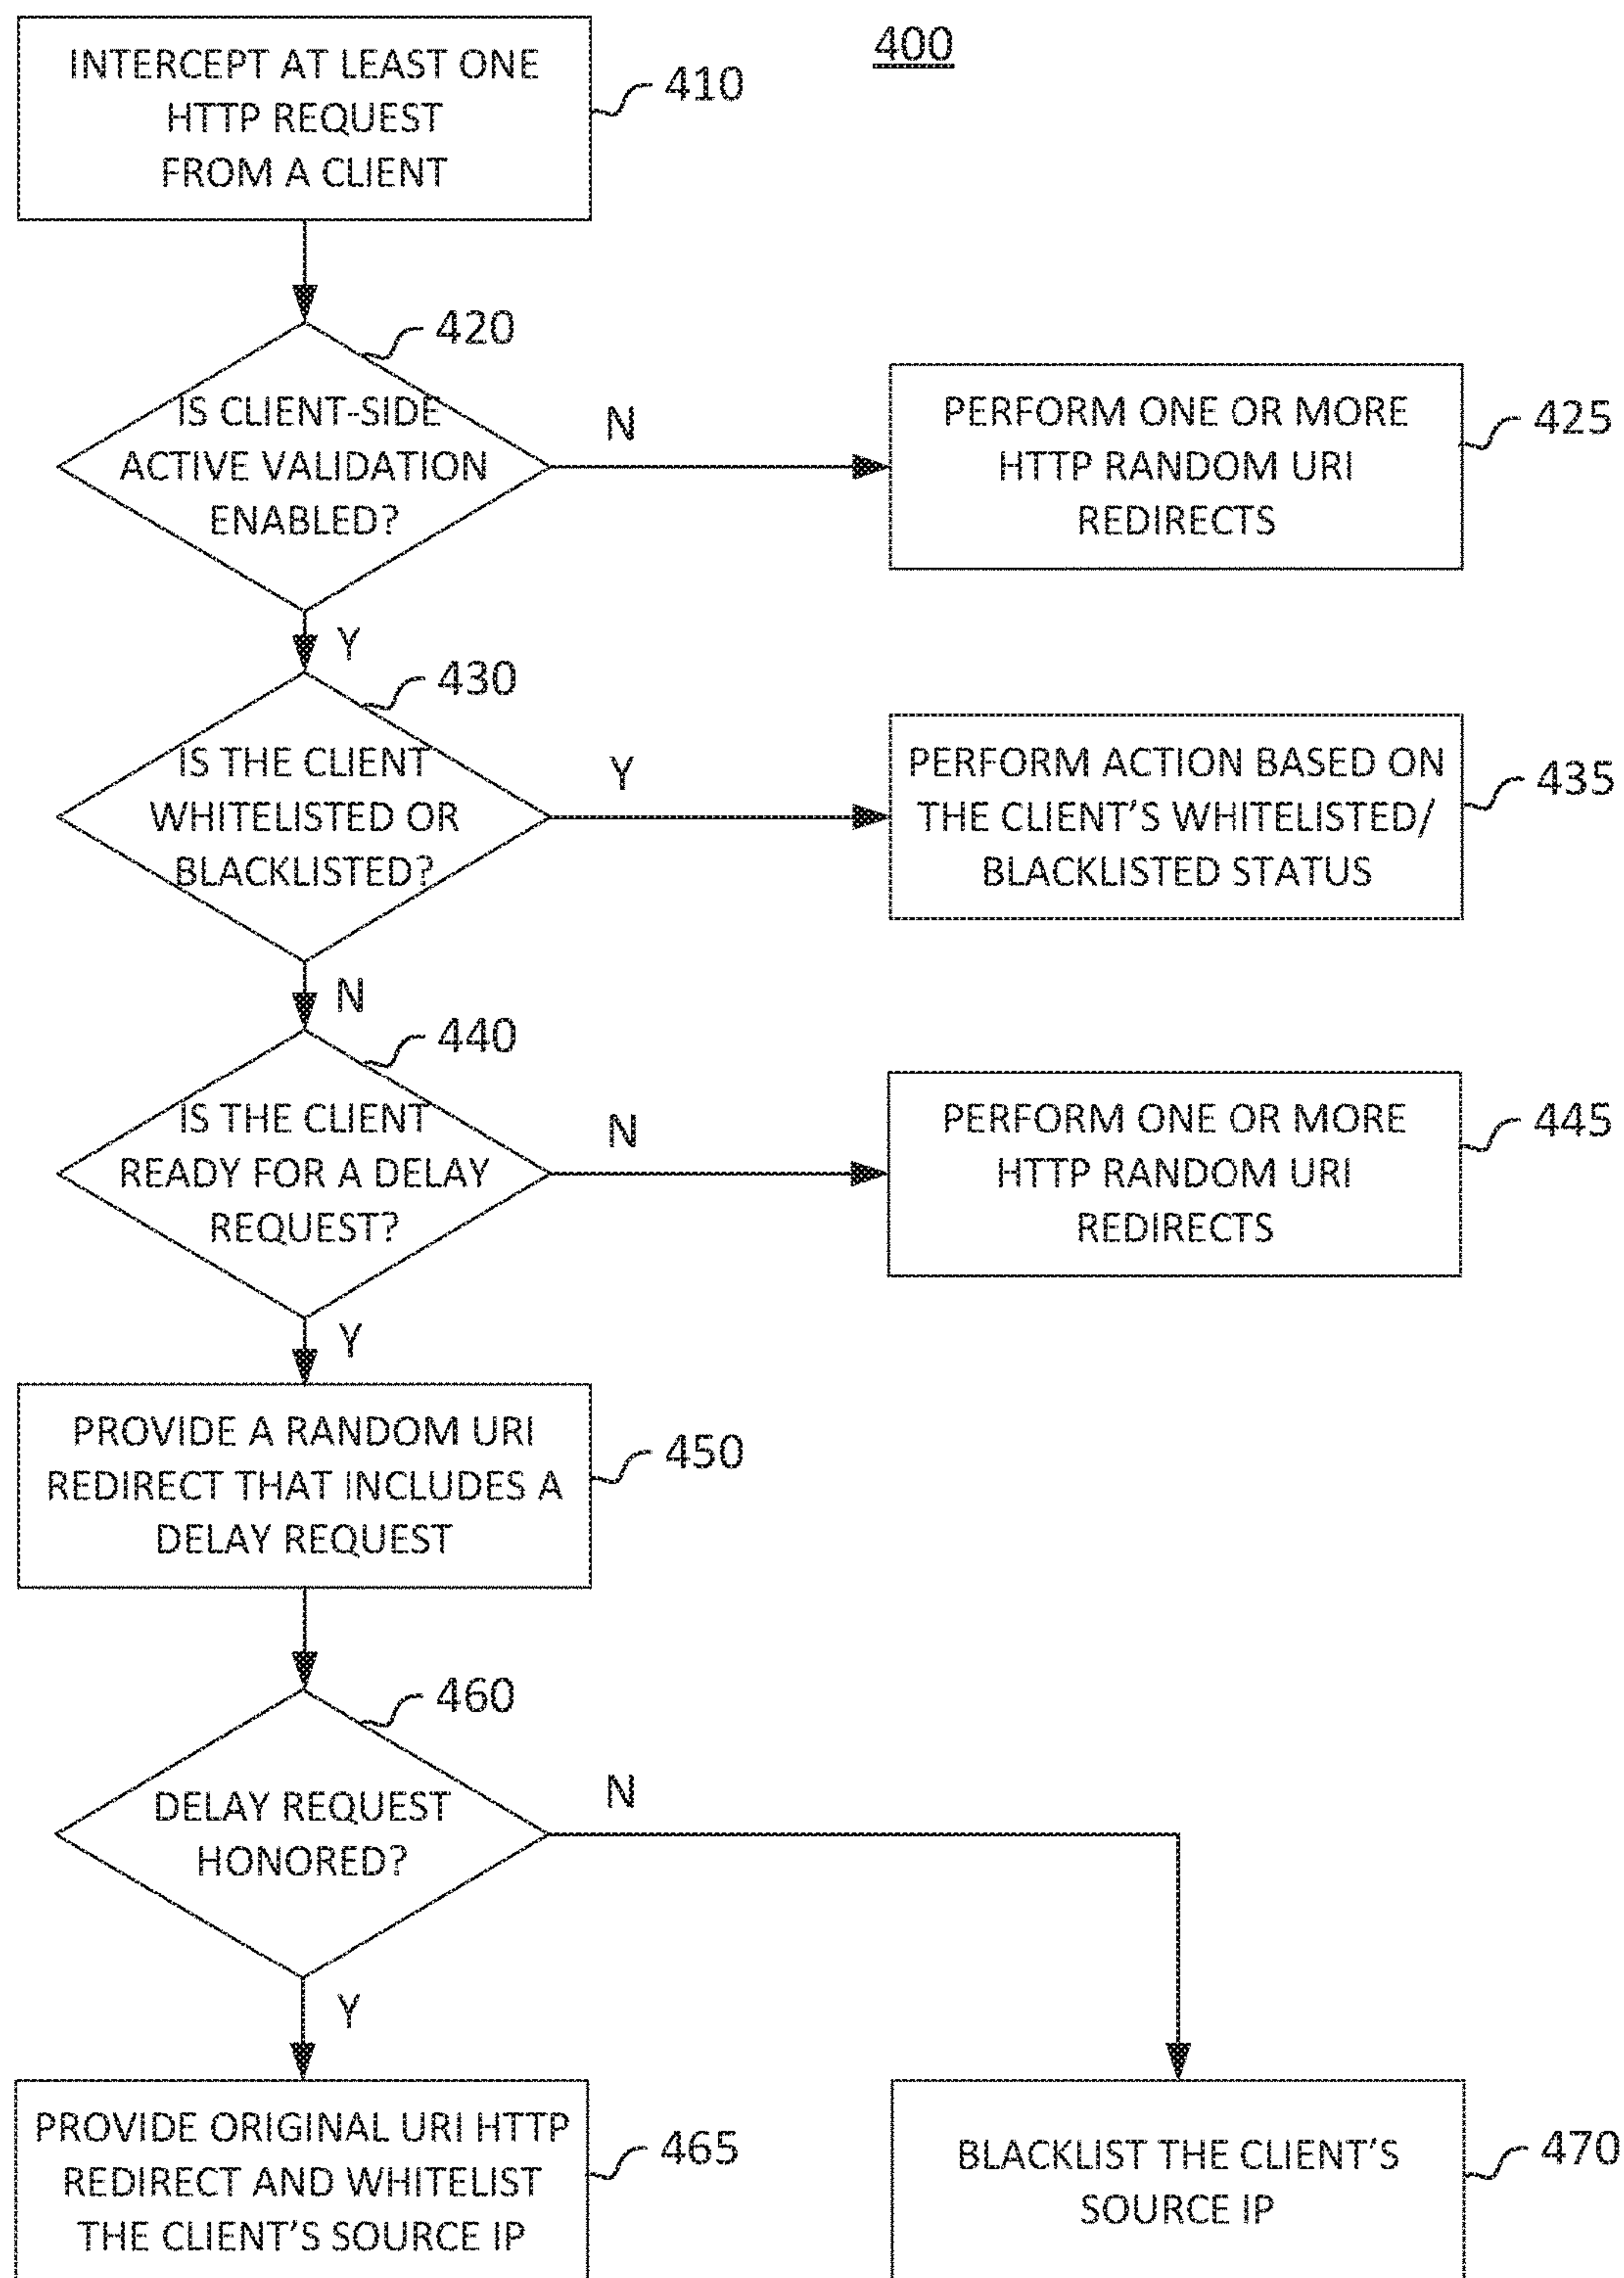 400
INTERCEPT AT LEAST ONE
HTTP REQUEST
FROM A CLIENT
410
420
IS CLIENT-SIDE
ACTIVE VALIDATION
ENABLED?
N
PERFORM ONE OR MORE
HTTP RANDOM URI
REDIRECTS
425
Y
430
IS THE CLIENT
WHITELISTED OR
BLACKLISTED?
Y
PERFORM ACTION BASED ON
THE CLIENT'S WHITELISTED/
BLACKLISTED STATUS
435
N
440
IS THE CLIENT
READY FOR A DELAY
REQUEST?
N
PERFORM ONE OR MORE
HTTP RANDOM URI
REDIRECTS
445
Y
PROVIDE A RANDOM URI
REDIRECT THAT INCLUDES A
DELAY REQUEST
450
460
DELAY REQUEST
HONORED?
N
Y
PROVIDE ORIGINAL URI HTTP
REDIRECT AND WHITELIST
THE CLIENT'S SOURCE IP
465
BLACKLIST THE CLIENT'S
SOURCE IP
470